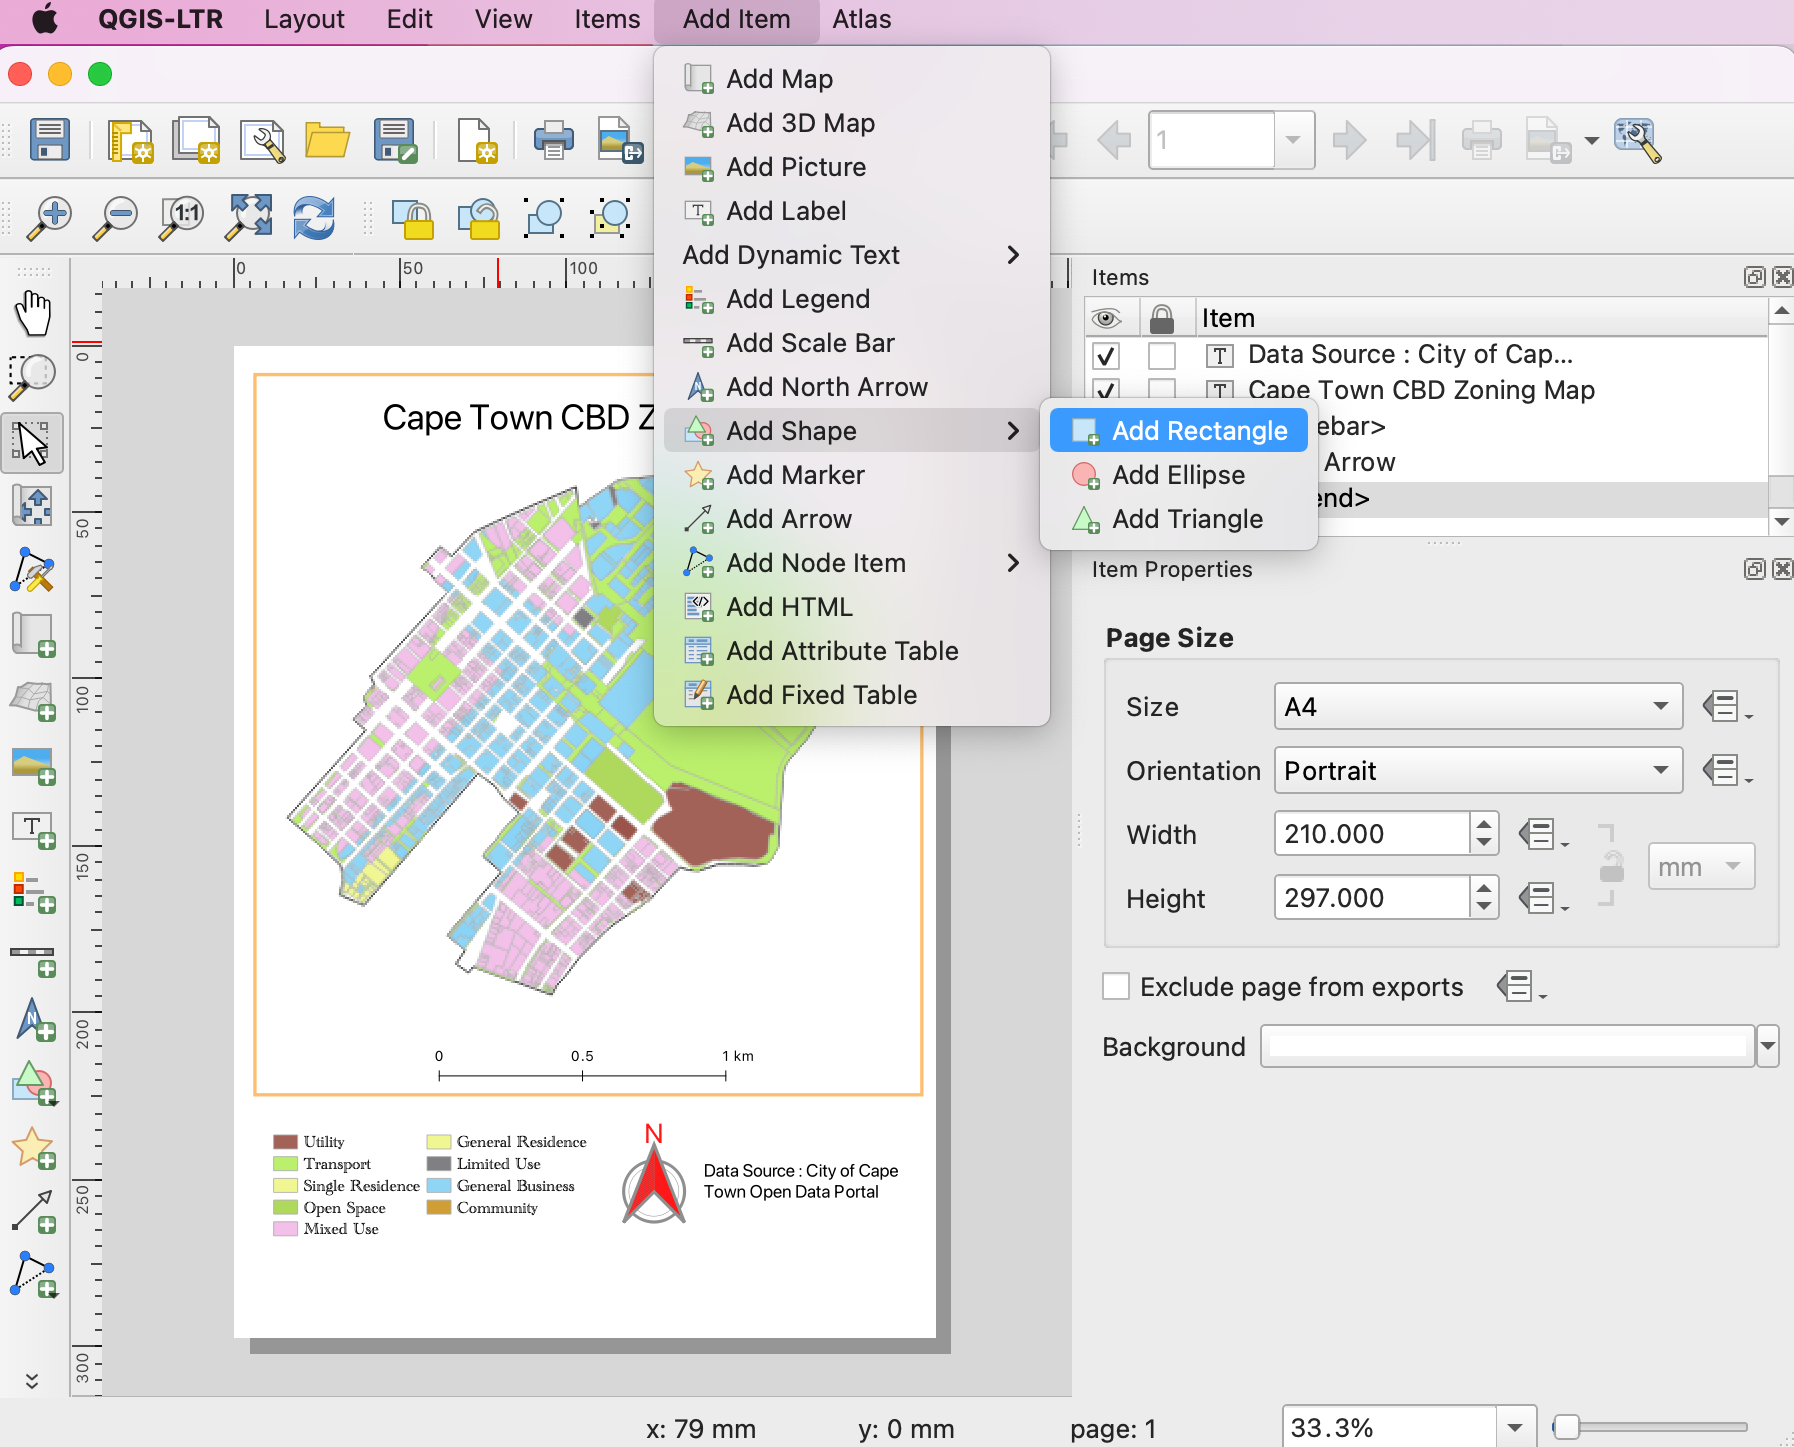 QGIS-LTR Layout Edit View Items Add Item Atlas
Add Map
Add 3D Map
Add Picture
Add Label
Add Dynamic Text
Add Legend
Add Scale Bar
Add North Arrow
Add Shape
Add Marker
Add Arrow
Add Node Item
Add HTML
Add Attribute Table
Add Fixed Table
Add Rectangle
Add Ellipse
Add Triangle
1
1:1
0 50 100
0
50
100
150
200
250
300
Items
Item
Data Source : City of Cap...
Cape Town CBD Zoning Map
ebar>
Arrow
end>
Item Properties
Page Size
Size A4
Orientation Portrait
Width 210.000
mm
Height 297.000
Exclude page from exports
Background
Cape Town CBD Z
0 0.5 1 km
Utility
Transport
Single Residence
Open Space
Mixed Use
General Residence
Limited Use
General Business
Community
N
Data Source : City of Cape
Town Open Data Portal
x: 79 mm y: 0 mm page: 1 33.3%